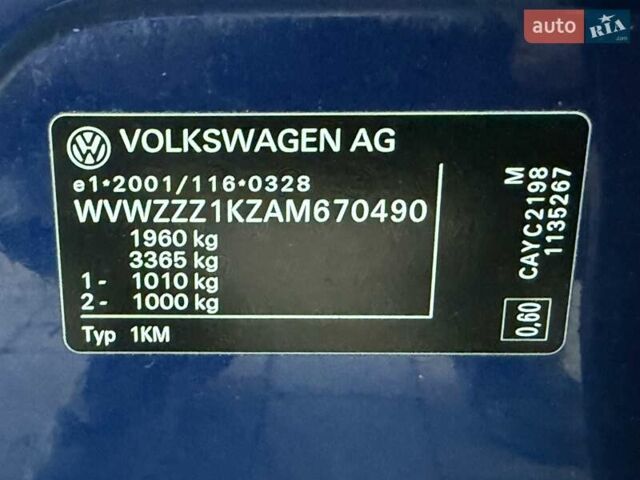 auto RIA .com
VOLKSWAGEN AG
e1*2001/116*0328
WVWZZZ1KZAM670490
1960 kg
3365 kg
1- 1010 kg
2- 1000 kg
Typ 1KM
M
CAYC2198
1135267
0,60